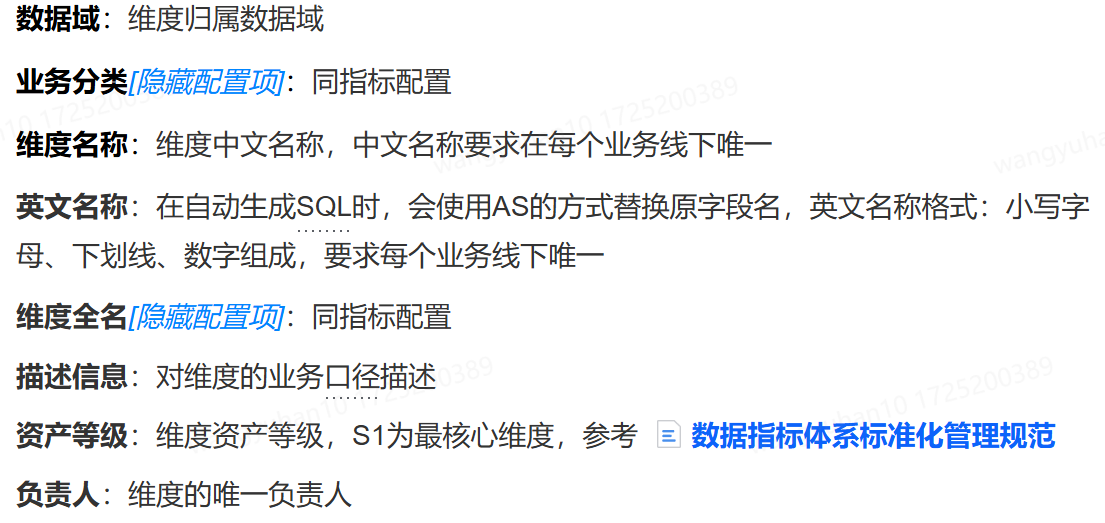 数据域：维度归属数据域
业务分类[隐藏配置项]：同指标配置
维度名称：维度中文名称，中文名称要求在每个业务线下唯一
英文名称：在自动生成SQL时，会使用AS的方式替换原字段名，英文名称格式：小写字
母、下划线、数字组成，要求每个业务线下唯一
维度全名[隐藏配置项]：同指标配置
描述信息：对维度的业务口径描述
资产等级：维度资产等级，S1为最核心维度，参考 数据指标体系标准化管理规范
负责人：维度的唯一负责人